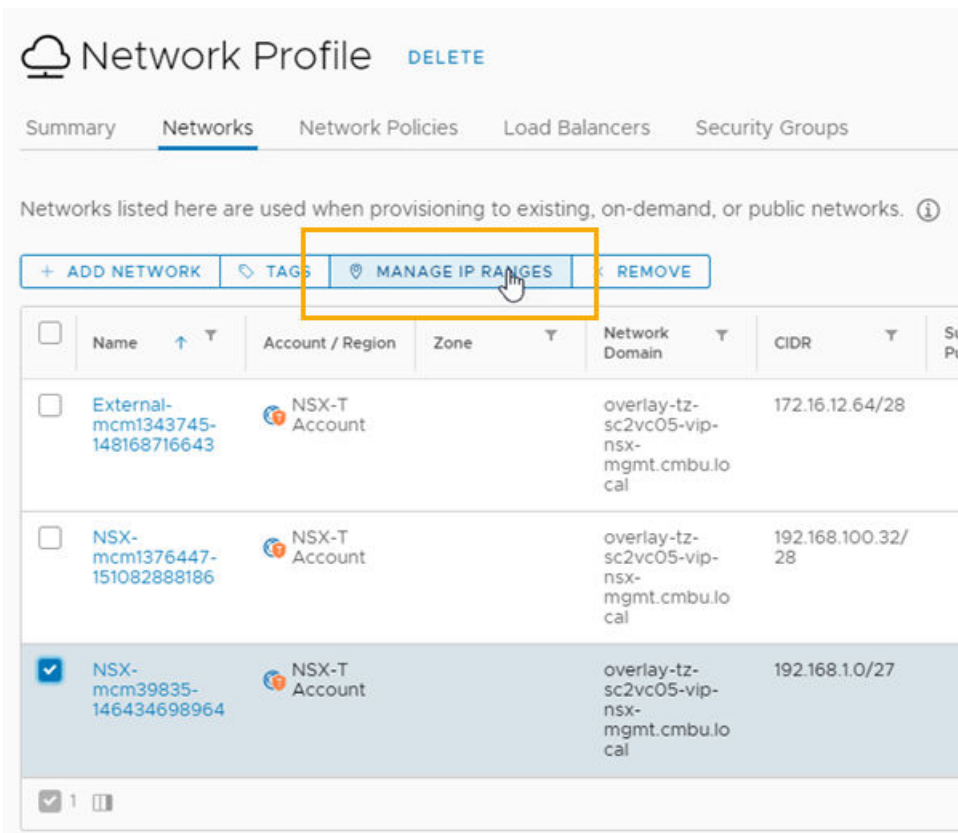 Network Profile DELETE
Summary Networks Network Policies Load Balancers Security Groups
Networks listed here are used when provisioning to existing, on-demand, or public networks.
+ ADD NETWORK TAGS MANAGE IP RANGES × REMOVE
Name Account / Region Zone Network Domain CIDR
External-
mcm1343745-
148168716643
NSX-T
Account
overlay-tz-
sc2vc05-vip-
nsx-
mgmt.cmbu.lo
cal
172.16.12.64/28
NSX-
mcm1376447-
151082888186
NSX-T
Account
overlay-tz-
sc2vc05-vip-
nsx-
mgmt.cmbu.lo
cal
192.168.100.32/
28
NSX-
mcm39835-
146434698964
NSX-T
Account
overlay-tz-
sc2vc05-vip-
nsx-
mgmt.cmbu.lo
cal
192.168.1.0/27
1